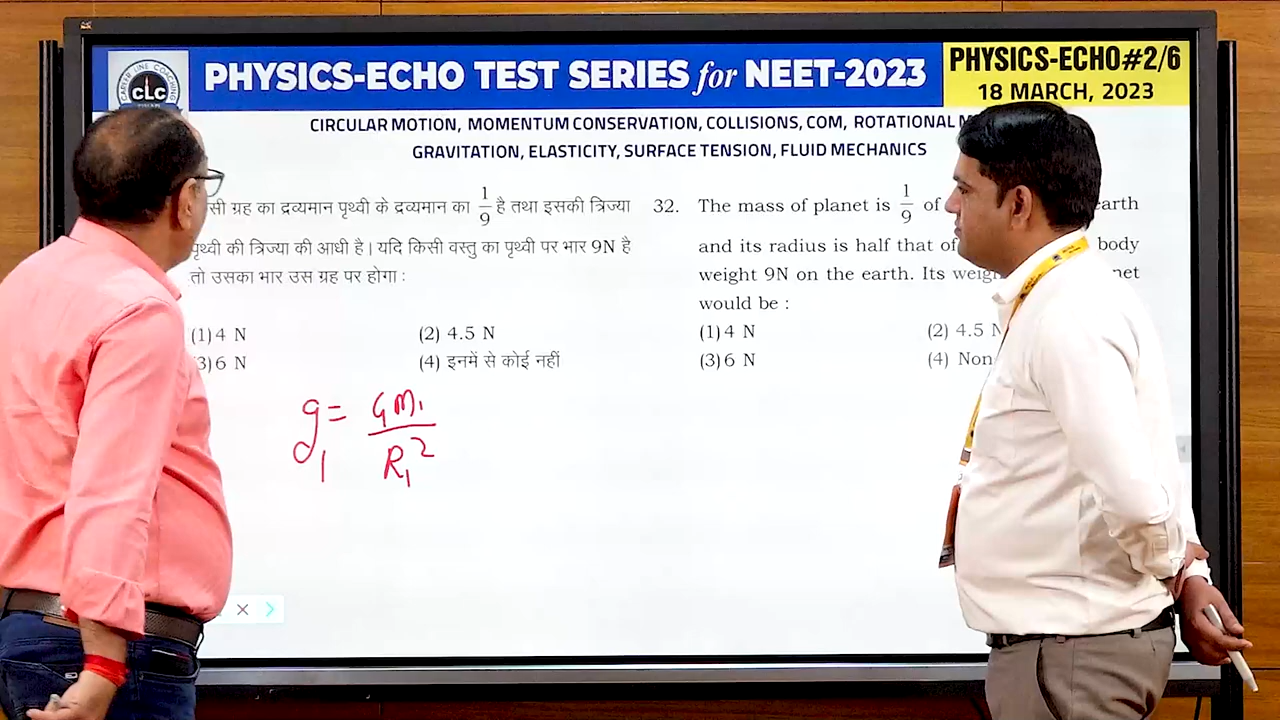 PHYSICS-ECHO TEST SERIES for NEET-2023
PHYSICS-ECHO#2/6
18 MARCH, 2023
CLC
CIRCULAR MOTION, MOMENTUM CONSERVATION, COLLISIONS, COM, ROTATIONAL
GRAVITATION, ELASTICITY, SURFACE TENSION, FLUID MECHANICS
ग्रह का द्रव्यमान पृथ्वी के द्रव्यमान का 1/9 है तथा इसकी त्रिज्या
पृथ्वी की त्रिज्या की आधी है। यदि किसी वस्तु का पृथ्वी पर भार 9N है
तो उसका भार उस ग्रह पर होगा :
(1) 4 N (2) 4.5 N
(3) 6 N (4) इनमें से कोई नहीं
32. The mass of planet is 1/9 of earth
and its radius is half that of body
weight 9N on the earth. Its
would be :
(1) 4 N (2) 4.5 N
(3) 6 N (4)
g₁ = GM₁/R₁²